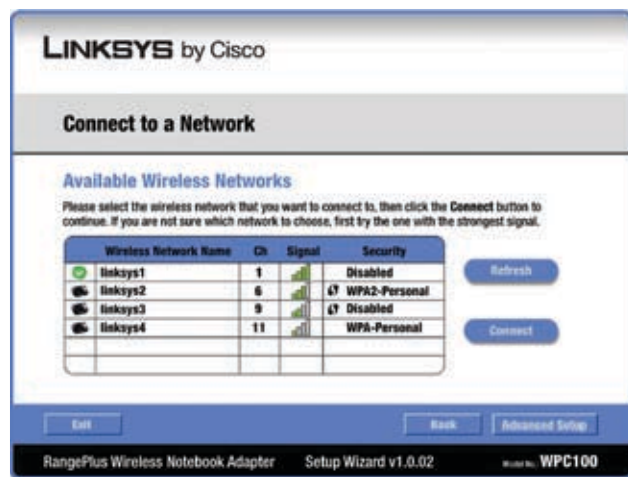 LINKSYS by Cisco
Connect to a Network
Available Wireless Networks
Please select the wireless network that you want to connect to, then click the Connect button to
continue. If you are not sure which network to choose, first try the one with the strongest signal.
Wireless Network Name Ch Signal Security
linksys1 1 Disabled
linksys2 6 WPA2-Personal
linksys3 9 Disabled
linksys4 11 WPA-Personal
Refresh
Connect
Exit Back Advanced Setup
RangePlus Wireless Notebook Adapter Setup Wizard v1.0.02 Model No. WPC100